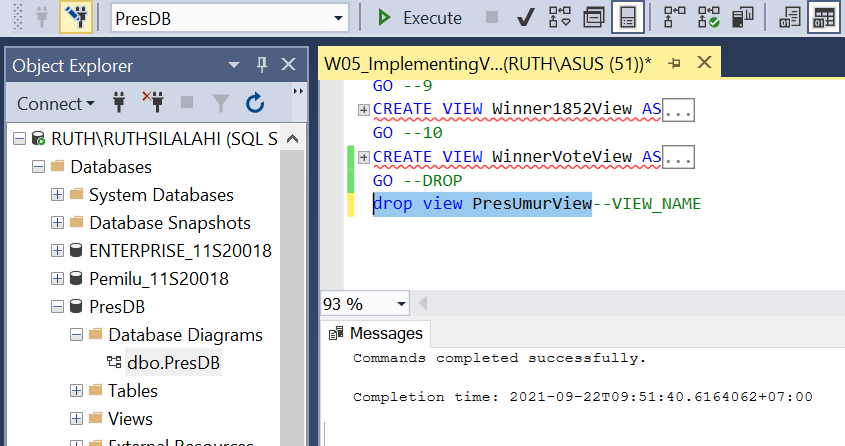 PresDB
Execute
Object Explorer
Connect
RUTH\RUTHSILALAHI (SQL S
Databases
System Databases
Database Snapshots
ENTERPRISE_11S20018
Pemilu_11S20018
PresDB
Database Diagrams
dbo.PresDB
Tables
Views
External Resources
W05_ImplementingV...(RUTH\ASUS (51))*
GO --9
CREATE VIEW Winner1852View AS...
GO --10
CREATE VIEW WinnerVoteView AS...
GO --DROP
drop view PresUmurView--VIEW_NAME
93 %
Messages
Commands completed successfully.
Completion time: 2021-09-22T09:51:40.6164062+07:00